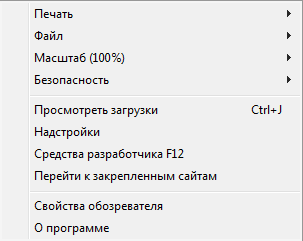 Печать
Файл
Масштаб (100%)
Безопасность
Просмотреть загрузки Ctrl+J
Надстройки
Средства разработчика F12
Перейти к закрепленным сайтам
Свойства обозревателя
О программе